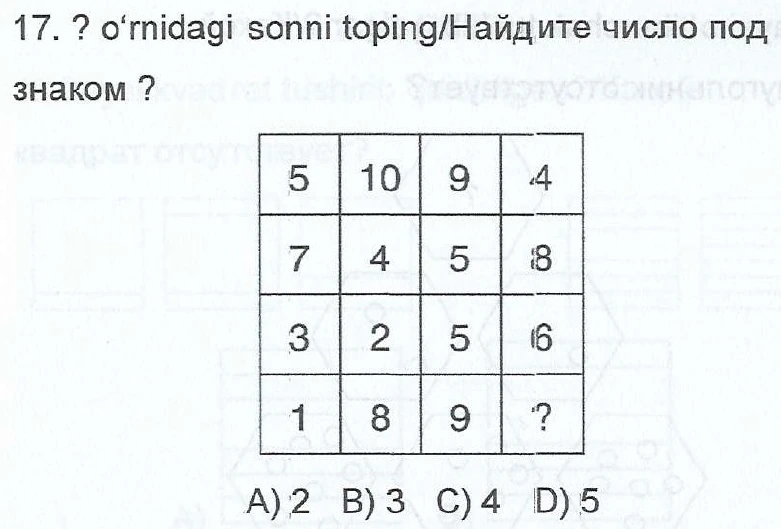 17. ? o‘rnidagi sonni toping/Найдите число под
знаком ?
5 10 9 4
7 4 5 8
3 2 5 6
1 8 9 ?
A) 2 B) 3 C) 4 D) 5